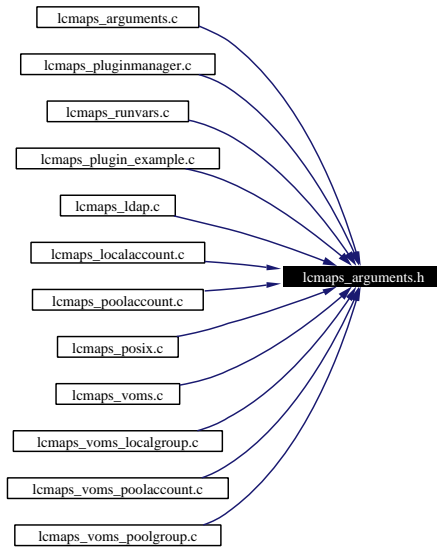 lcmaps_arguments.c
lcmaps_pluginmanager.c
lcmaps_runvars.c
lcmaps_plugin_example.c
lcmaps_ldap.c
lcmaps_localaccount.c
lcmaps_arguments.h
lcmaps_poolaccount.c
lcmaps_posix.c
lcmaps_voms.c
lcmaps_voms_localgroup.c
lcmaps_voms_poolaccount.c
lcmaps_voms_poolgroup.c